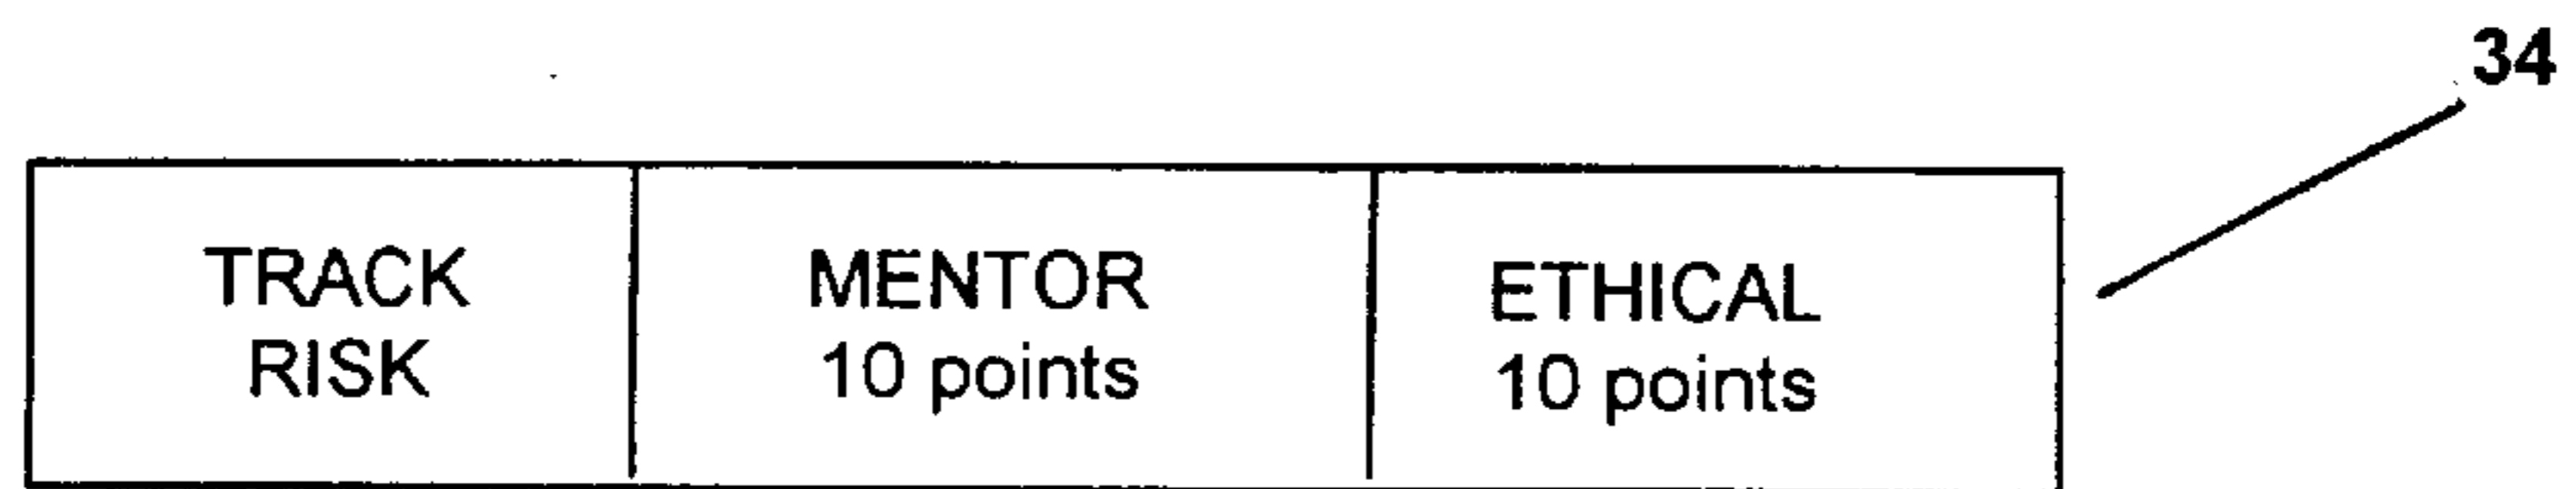 34
TRACK
RISK
MENTOR
10 points
ETHICAL
10 points